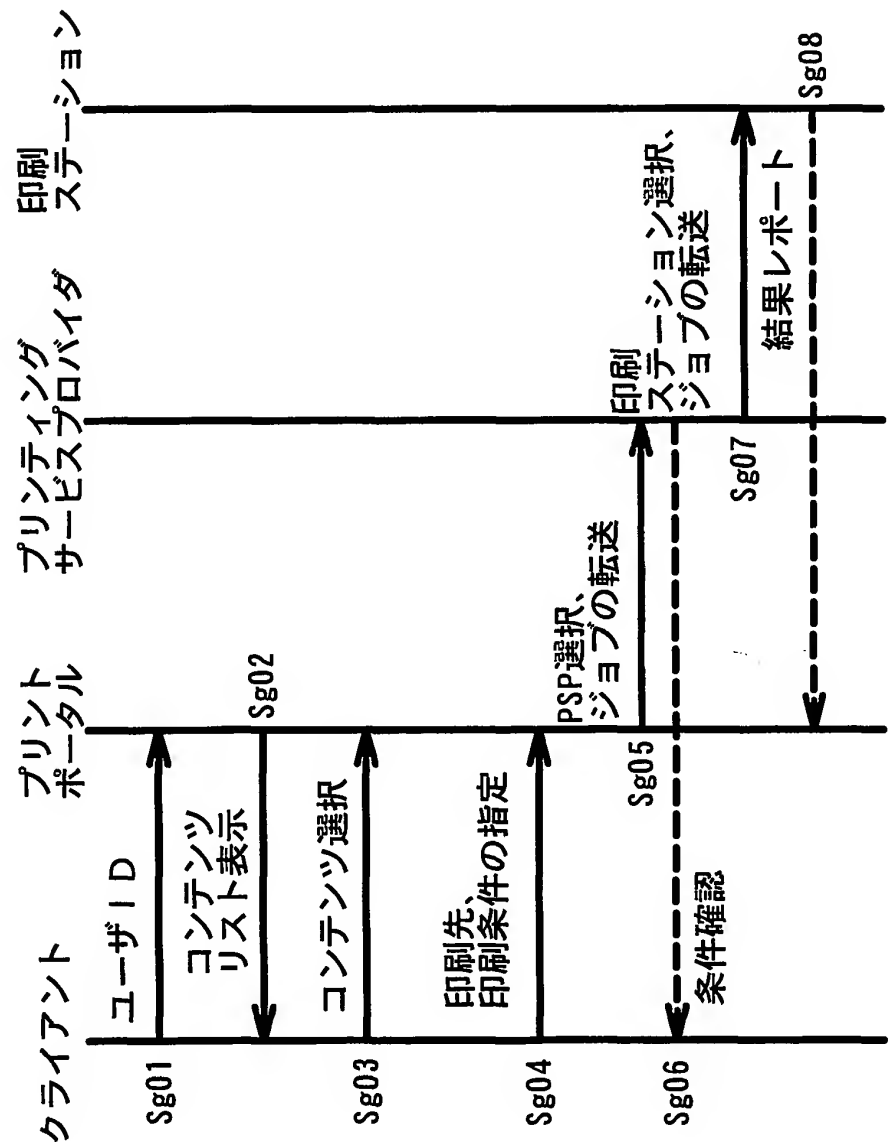 クライアント
プリント
ポータル
プリンティング
サービスプロバイダ
印刷
ステーション
Sg01
ユーザID
コンテンツ
リスト表示
Sg02
Sg03
コンテンツ選択
Sg04
印刷先、
印刷条件の指定
Sg05
PSP選択、
ジョブの転送
Sg06
条件確認
Sg07
印刷
ステーション選択、
ジョブの転送
結果レポート
Sg08